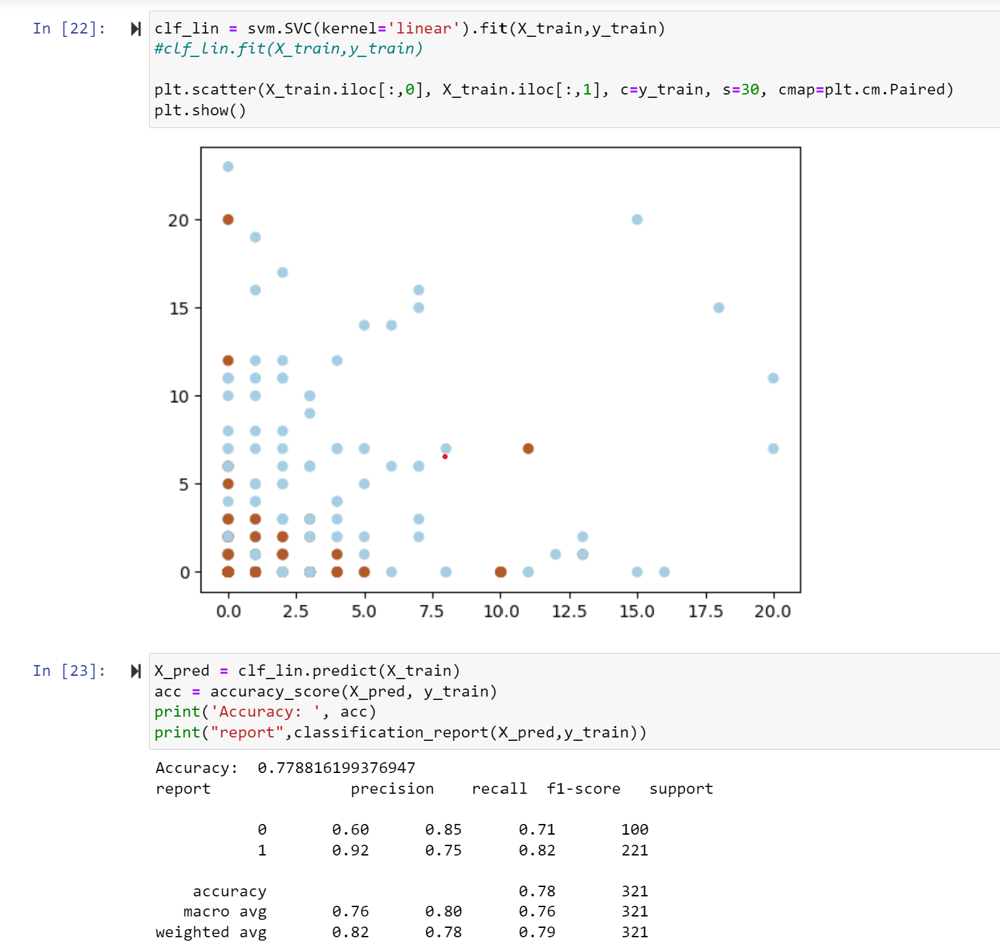 In [22]:
clf_lin = svm.SVC(kernel='linear').fit(X_train,y_train)
#clf_lin.fit(X_train,y_train)
plt.scatter(X_train.iloc[:,0], X_train.iloc[:,1], c=y_train, s=30, cmap=plt.cm.Paired)
plt.show()
20
15
10
5
0
0.0 2.5 5.0 7.5 10.0 12.5 15.0 17.5 20.0
In [23]:
X_pred = clf_lin.predict(X_train)
acc = accuracy_score(X_pred, y_train)
print('Accuracy: ', acc)
print("report",classification_report(X_pred,y_train))
Accuracy:  0.778816199376947
report precision recall f1-score support
0 0.60 0.85 0.71 100
1 0.92 0.75 0.82 221
accuracy 0.78 321
macro avg 0.76 0.80 0.76 321
weighted avg 0.82 0.78 0.79 321